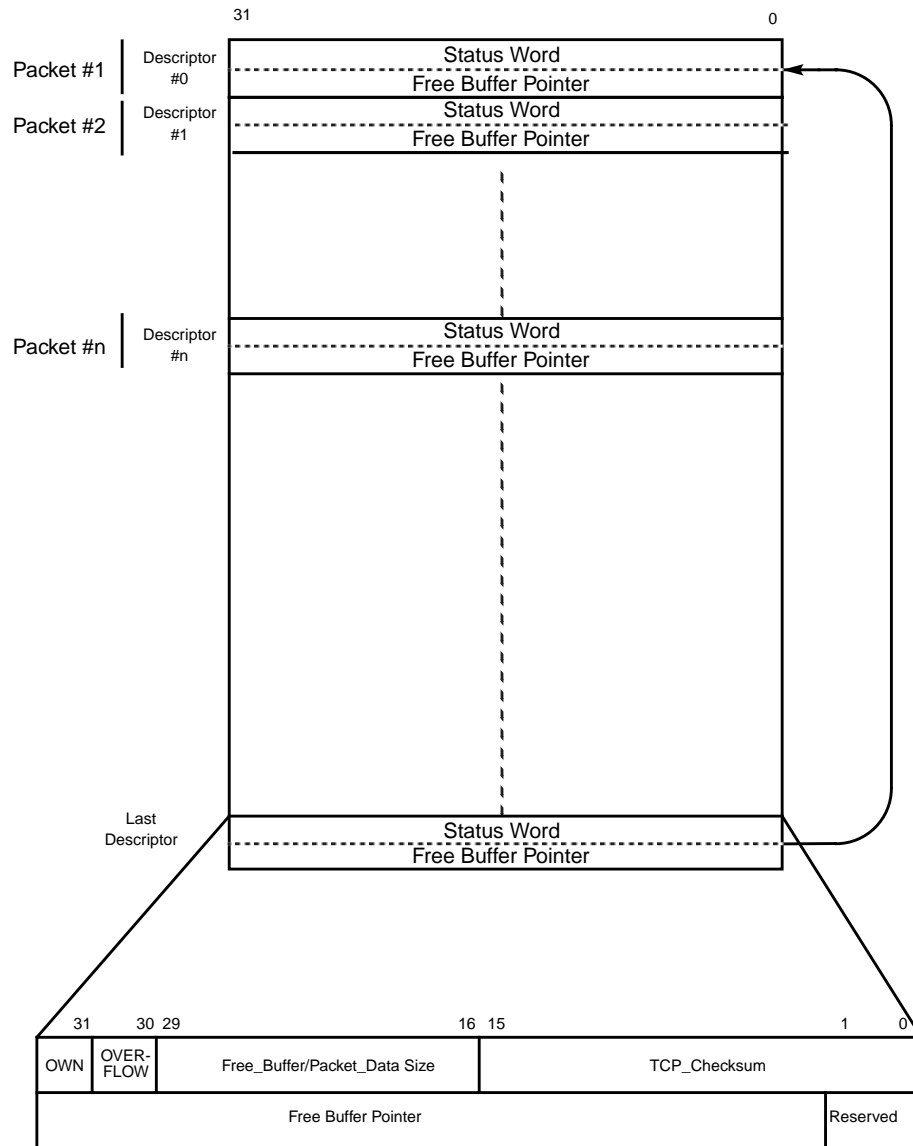 31 0
Packet #1
Descriptor
#0
Status Word
Free Buffer Pointer
Packet #2
Descriptor
#1
Status Word
Free Buffer Pointer
Packet #n
Descriptor
#n
Status Word
Free Buffer Pointer
Last
Descriptor
Status Word
Free Buffer Pointer
31 30 29 16 15 1 0
OWN
OVER-
FLOW
Free_Buffer/Packet_Data Size
TCP_Checksum
Free Buffer Pointer
Reserved